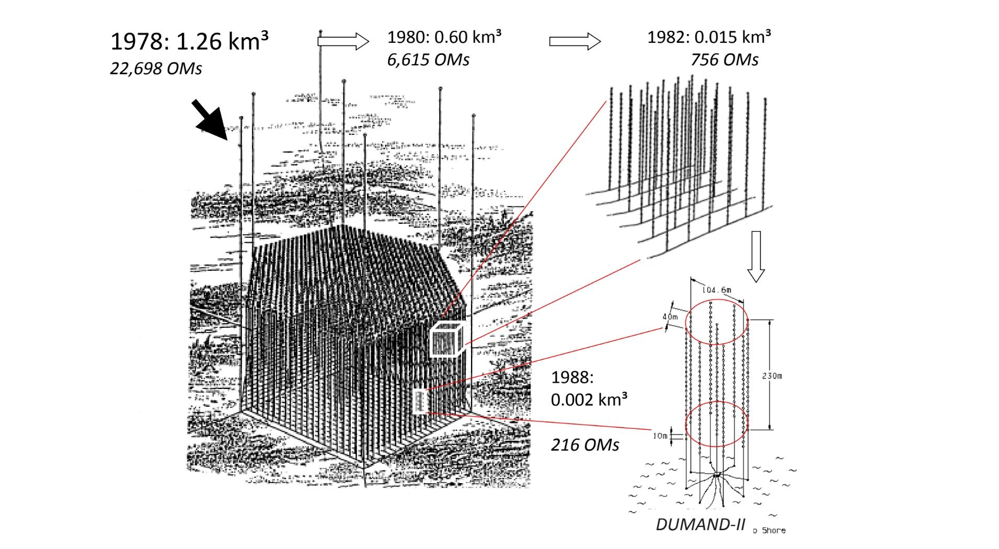 1978: 1.26 km³
22,698 OMs
1980: 0.60 km³
6,615 OMs
1982: 0.015 km³
756 OMs
104.6m
40m
230m
1988:
0.002 km³
10m
216 OMs
DUMAND-II
o Shore